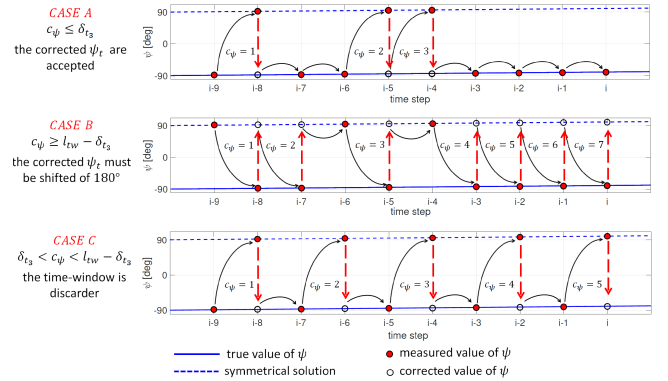 CASE A
c_ψ ≤ δ_t₃
the corrected ψ_t are
accepted
ψ [deg]
90
0
-90
c_ψ = 1
c_ψ = 2
c_ψ = 3
i-9 i-8 i-7 i-6 i-5 i-4 i-3 i-2 i-1 i
time step
CASE B
c_ψ ≥ l_tw − δ_t₃
the corrected ψ_t must
be shifted of 180°
ψ [deg]
90
0
-90
c_ψ = 1
c_ψ = 2
c_ψ = 3
c_ψ = 4
c_ψ = 5
c_ψ = 6
c_ψ = 7
i-9 i-8 i-7 i-6 i-5 i-4 i-3 i-2 i-1 i
time step
CASE C
δ_t₃ < c_ψ < l_tw − δ_t₃
the time-window is
discarder
ψ [deg]
90
0
-90
c_ψ = 1
c_ψ = 2
c_ψ = 3
c_ψ = 4
c_ψ = 5
i-9 i-8 i-7 i-6 i-5 i-4 i-3 i-2 i-1 i
time step
true value of ψ
measured value of ψ
symmetrical solution
corrected value of ψ